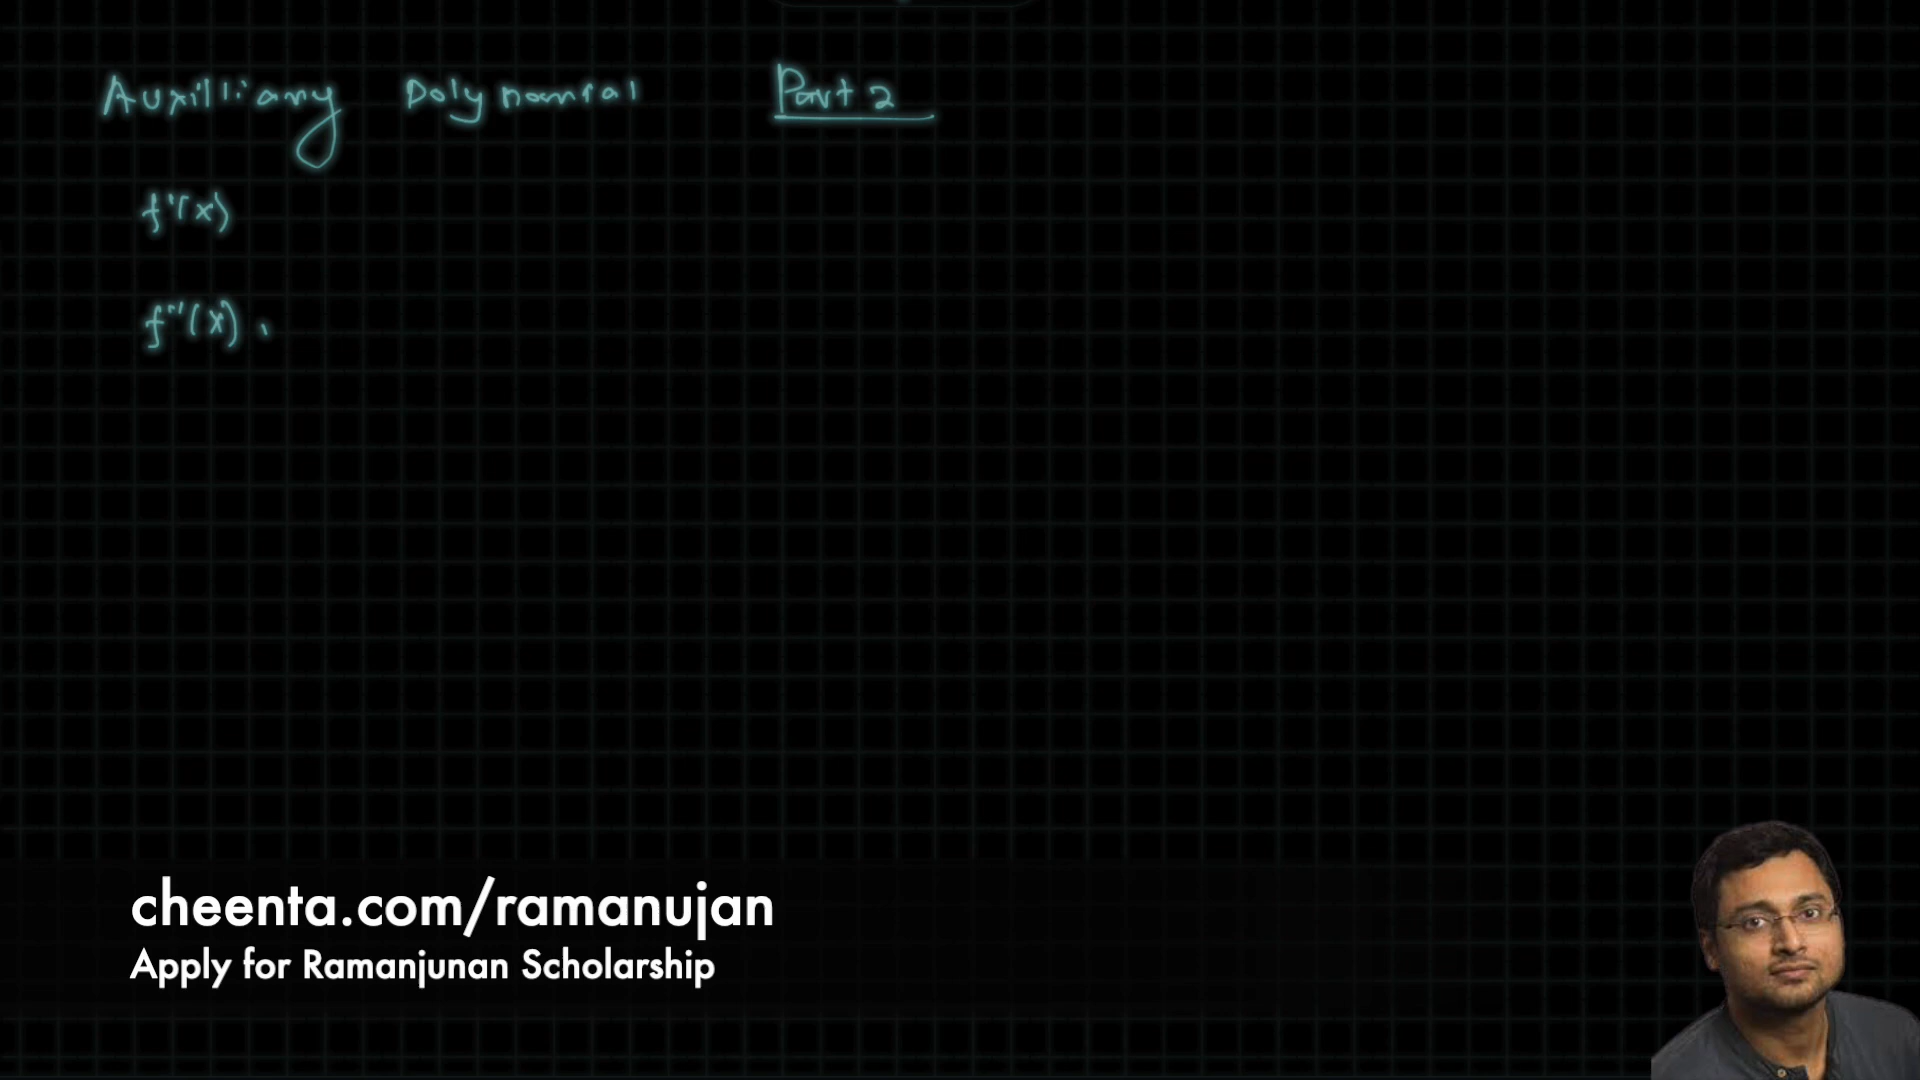 Auxilliary Polynomial Part 2
f'(x)
f''(x) .
cheenta.com/ramanujan
Apply for Ramanjunan Scholarship